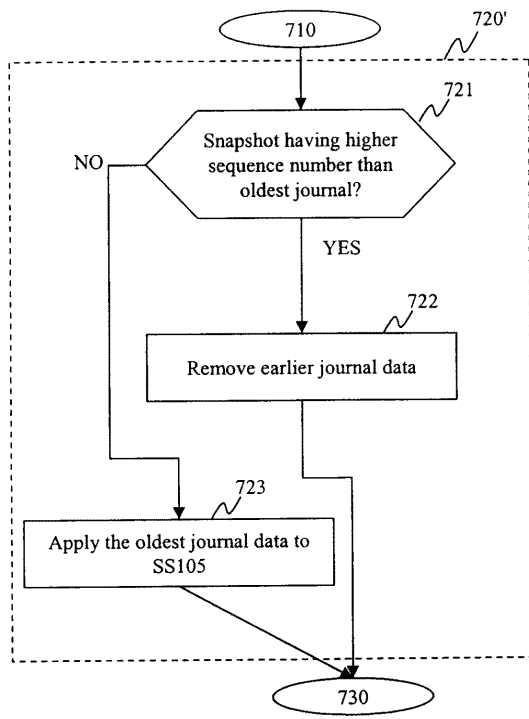 710
720'
721
Snapshot having higher
sequence number than
oldest journal?
NO
YES
722
Remove earlier journal data
723
Apply the oldest journal data to
SS105
730